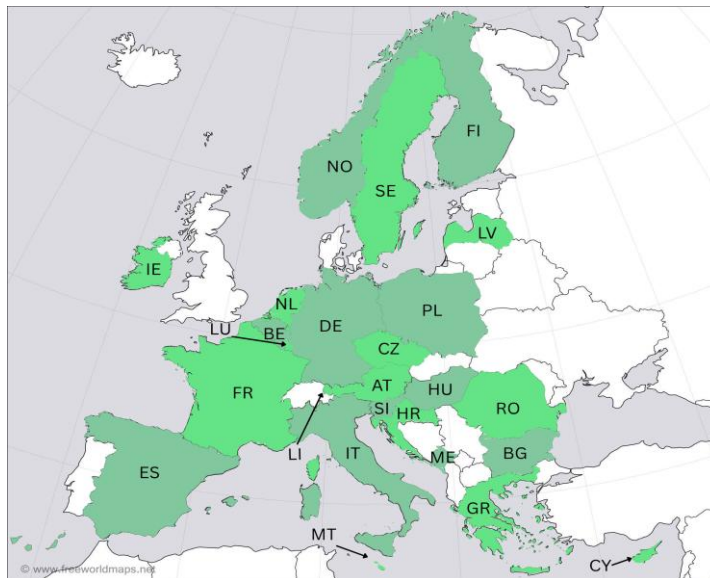 FI
NO
SE
LV
IE
NL
LU
BE
DE
PL
CZ
FR
AT
HU
SI
HR
RO
LI
IT
ME
BG
ES
GR
MT
CY
© www.freeworldmaps.net